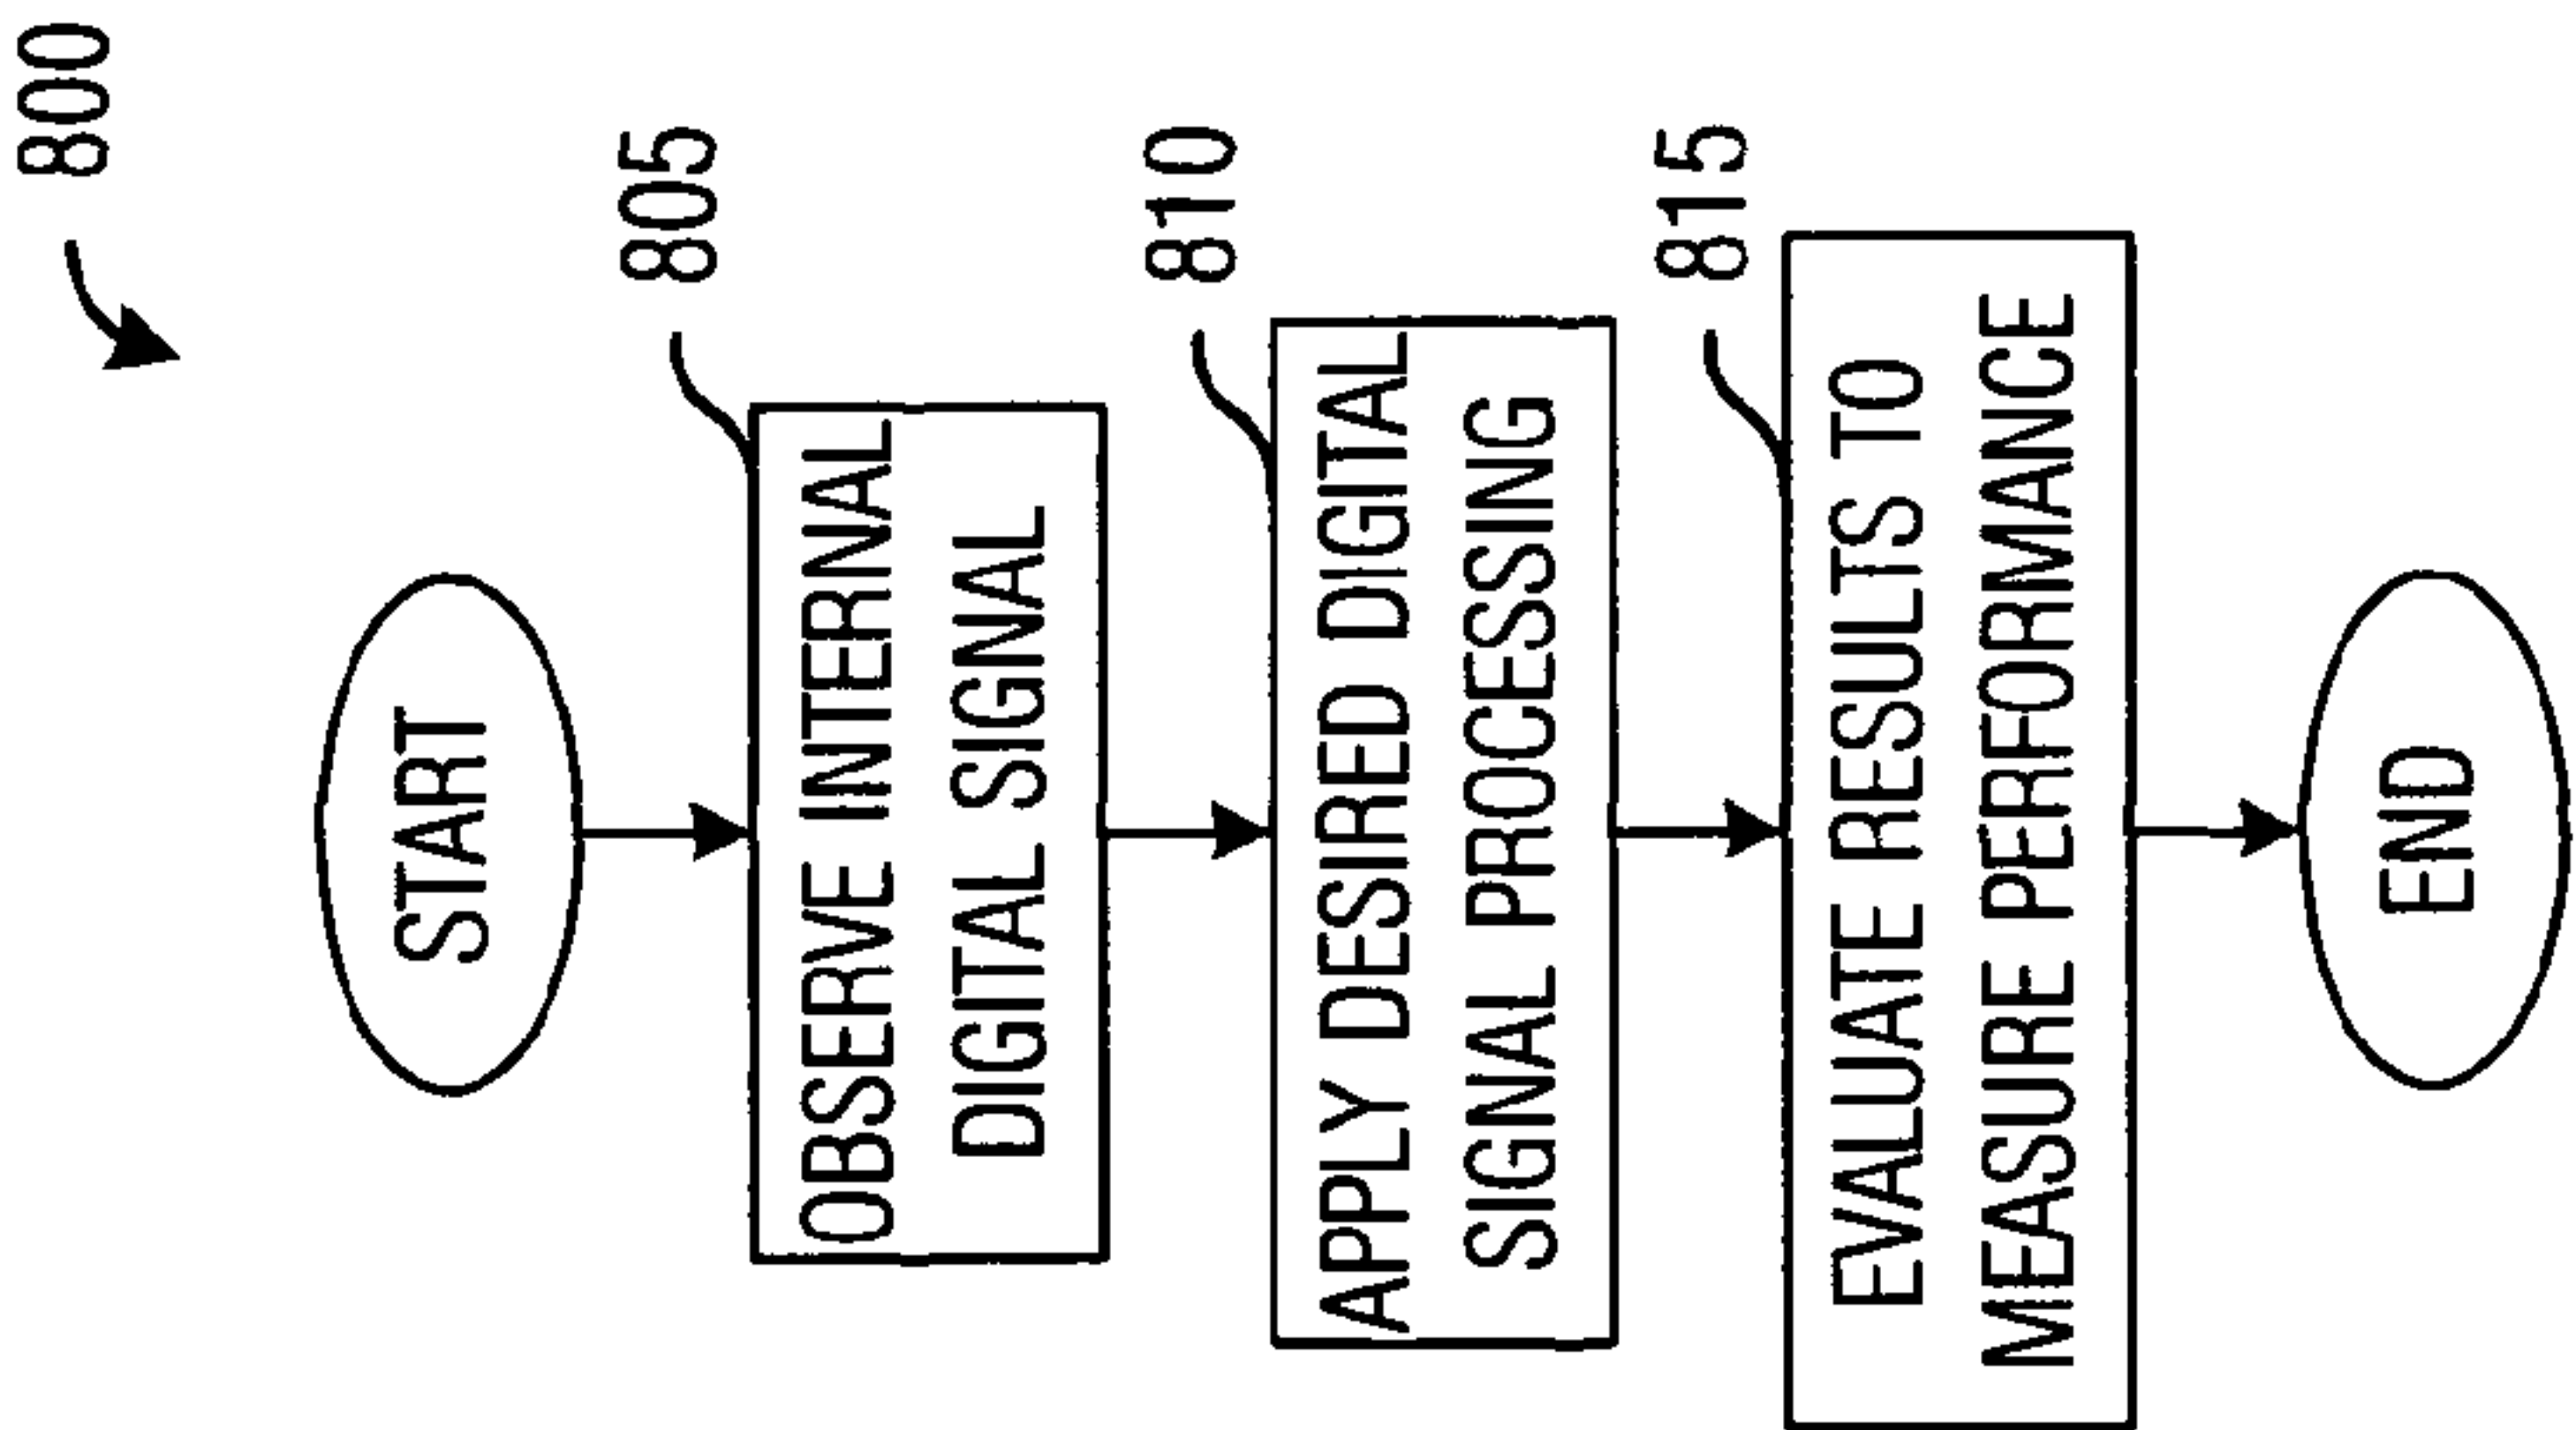 800
START
805
OBSERVE INTERNAL
DIGITAL SIGNAL
810
APPLY DESIRED DIGITAL
SIGNAL PROCESSING
815
EVALUATE RESULTS TO
MEASURE PERFORMANCE
END